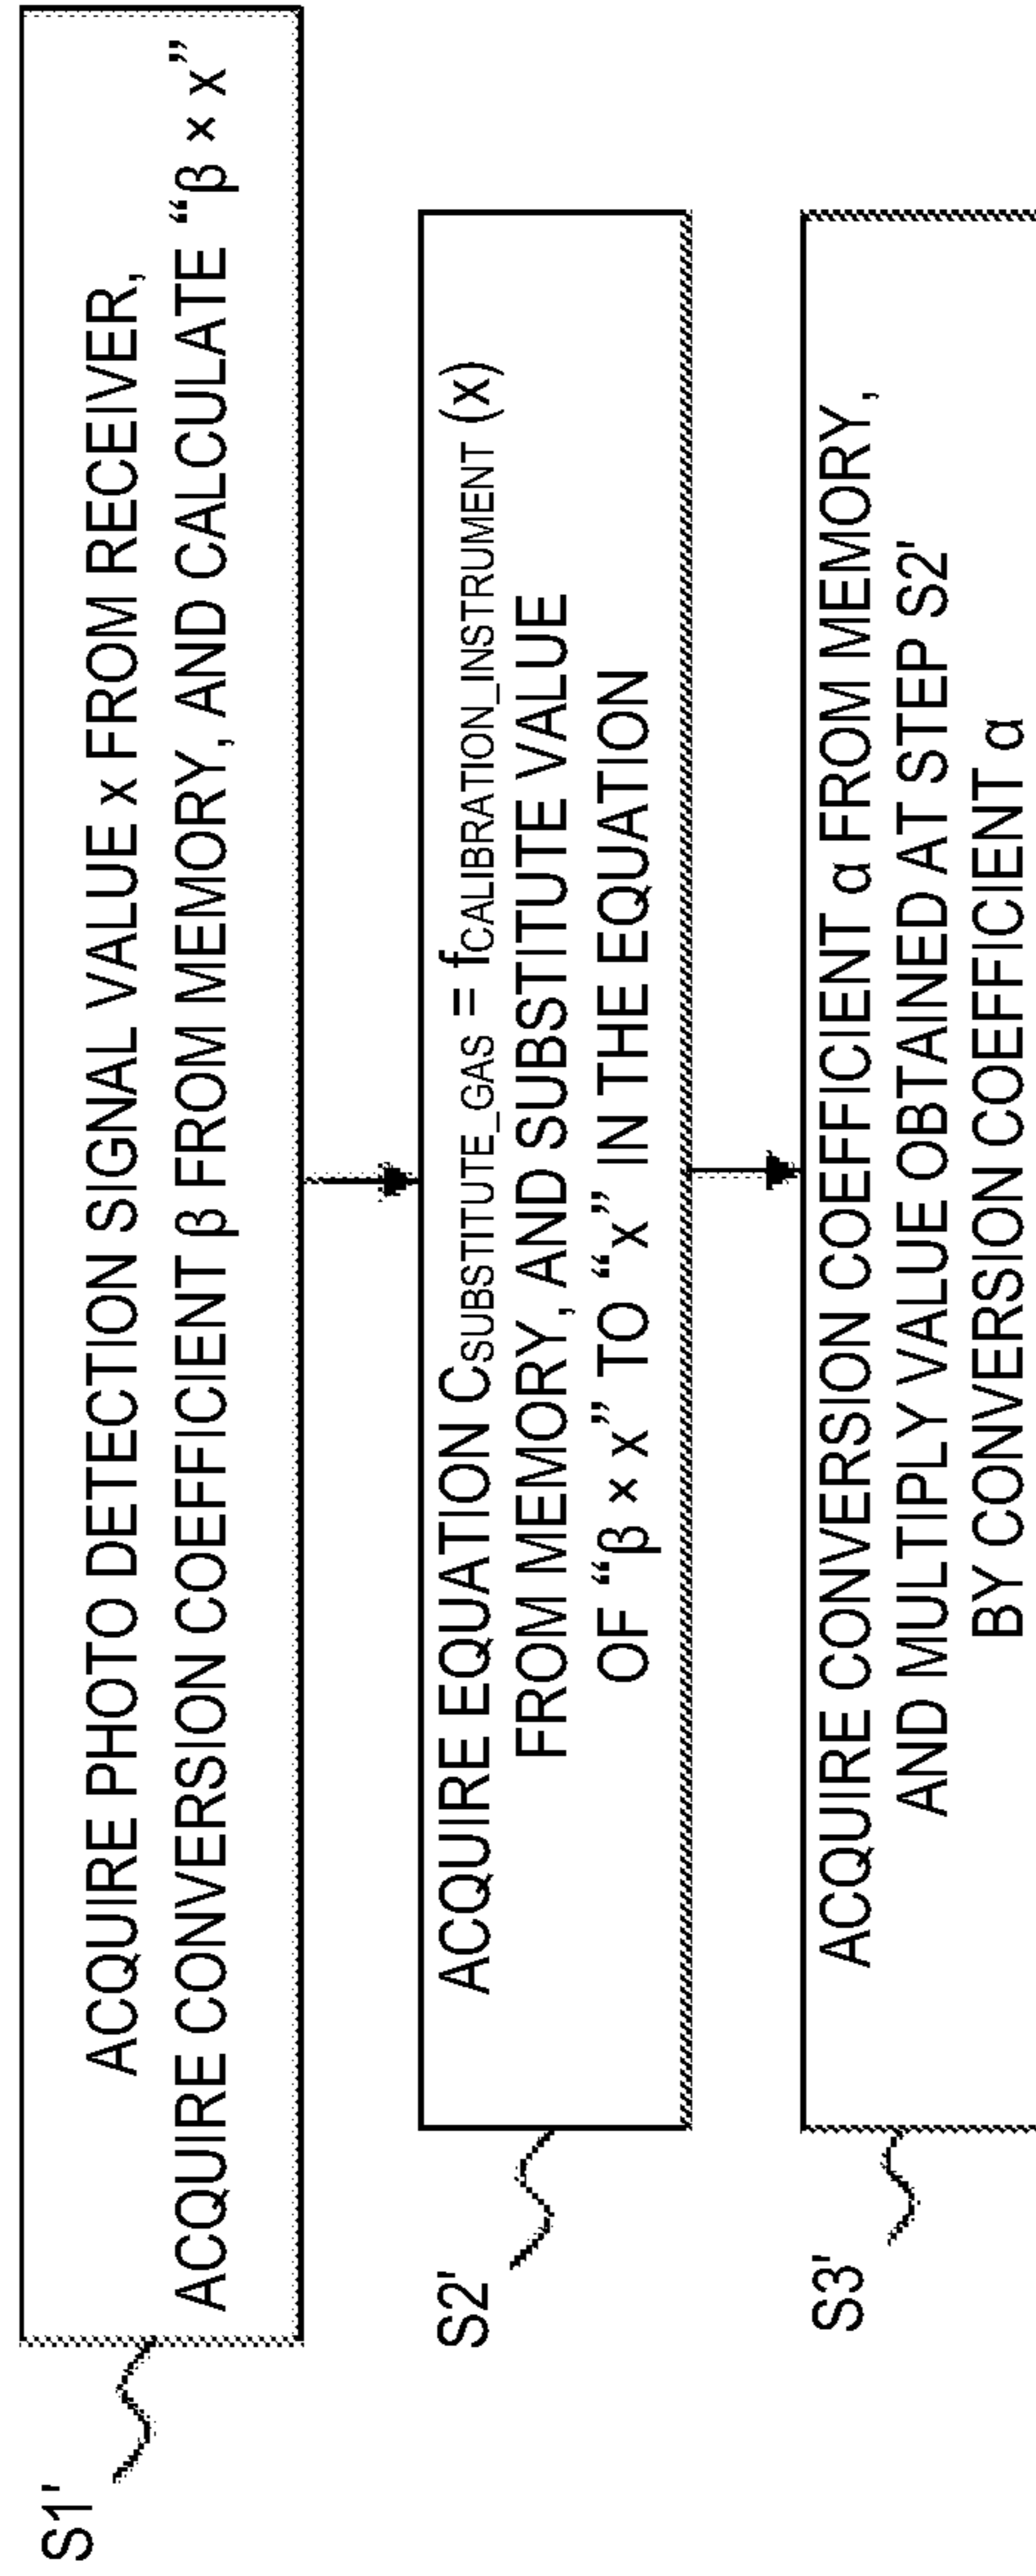 S1'
ACQUIRE PHOTO DETECTION SIGNAL VALUE x FROM RECEIVER,
ACQUIRE CONVERSION COEFFICIENT β FROM MEMORY, AND CALCULATE “β × x”
S2'
ACQUIRE EQUATION CSUBSTITUTE_GAS = fCALIBRATION_INSTRUMENT (x)
FROM MEMORY, AND SUBSTITUTE VALUE
OF “β × x” TO “x” IN THE EQUATION
S3'
ACQUIRE CONVERSION COEFFICIENT α FROM MEMORY,
AND MULTIPLY VALUE OBTAINED AT STEP S2'
BY CONVERSION COEFFICIENT α